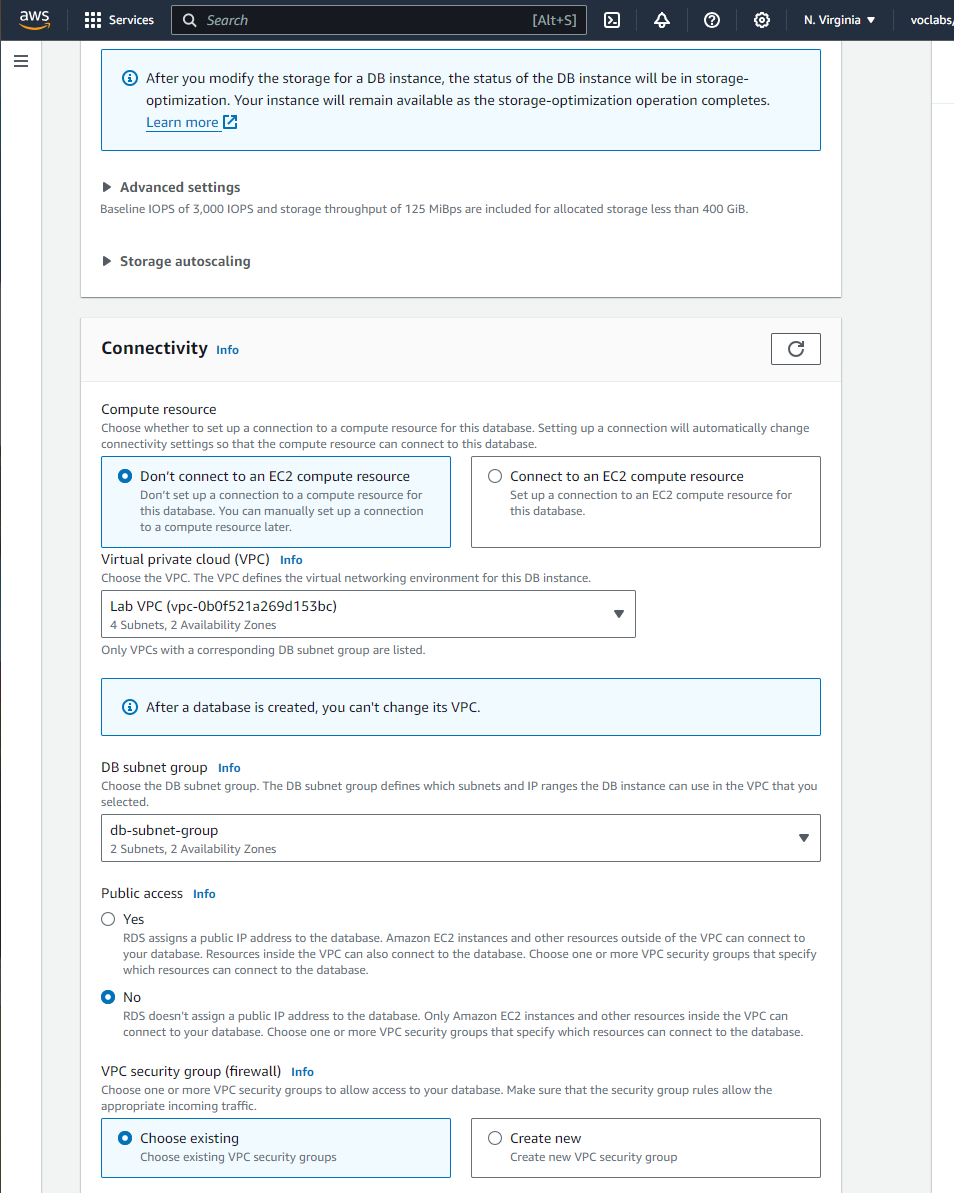 aws
Services
Search
[Alt+S]
N. Virginia
voclabs/
After you modify the storage for a DB instance, the status of the DB instance will be in storage-
optimization. Your instance will remain available as the storage-optimization operation completes.
Learn more
Advanced settings
Baseline IOPS of 3,000 IOPS and storage throughput of 125 MiBps are included for allocated storage less than 400 GiB.
Storage autoscaling
Connectivity Info
Compute resource
Choose whether to set up a connection to a compute resource for this database. Setting up a connection will automatically change
connectivity settings so that the compute resource can connect to this database.
Don't connect to an EC2 compute resource
Don't set up a connection to a compute resource for
this database. You can manually set up a connection
to a compute resource later.
Connect to an EC2 compute resource
Set up a connection to an EC2 compute resource for
this database.
Virtual private cloud (VPC) Info
Choose the VPC. The VPC defines the virtual networking environment for this DB instance.
Lab VPC (vpc-0b0f521a269d153bc)
4 Subnets, 2 Availability Zones
Only VPCs with a corresponding DB subnet group are listed.
After a database is created, you can't change its VPC.
DB subnet group Info
Choose the DB subnet group. The DB subnet group defines which subnets and IP ranges the DB instance can use in the VPC that you
selected.
db-subnet-group
2 Subnets, 2 Availability Zones
Public access Info
Yes
RDS assigns a public IP address to the database. Amazon EC2 instances and other resources outside of the VPC can connect to
your database. Resources inside the VPC can also connect to the database. Choose one or more VPC security groups that specify
which resources can connect to the database.
No
RDS doesn't assign a public IP address to the database. Only Amazon EC2 instances and other resources inside the VPC can
connect to your database. Choose one or more VPC security groups that specify which resources can connect to the database.
VPC security group (firewall) Info
Choose one or more VPC security groups to allow access to your database. Make sure that the security group rules allow the
appropriate incoming traffic.
Choose existing
Choose existing VPC security groups
Create new
Create new VPC security group